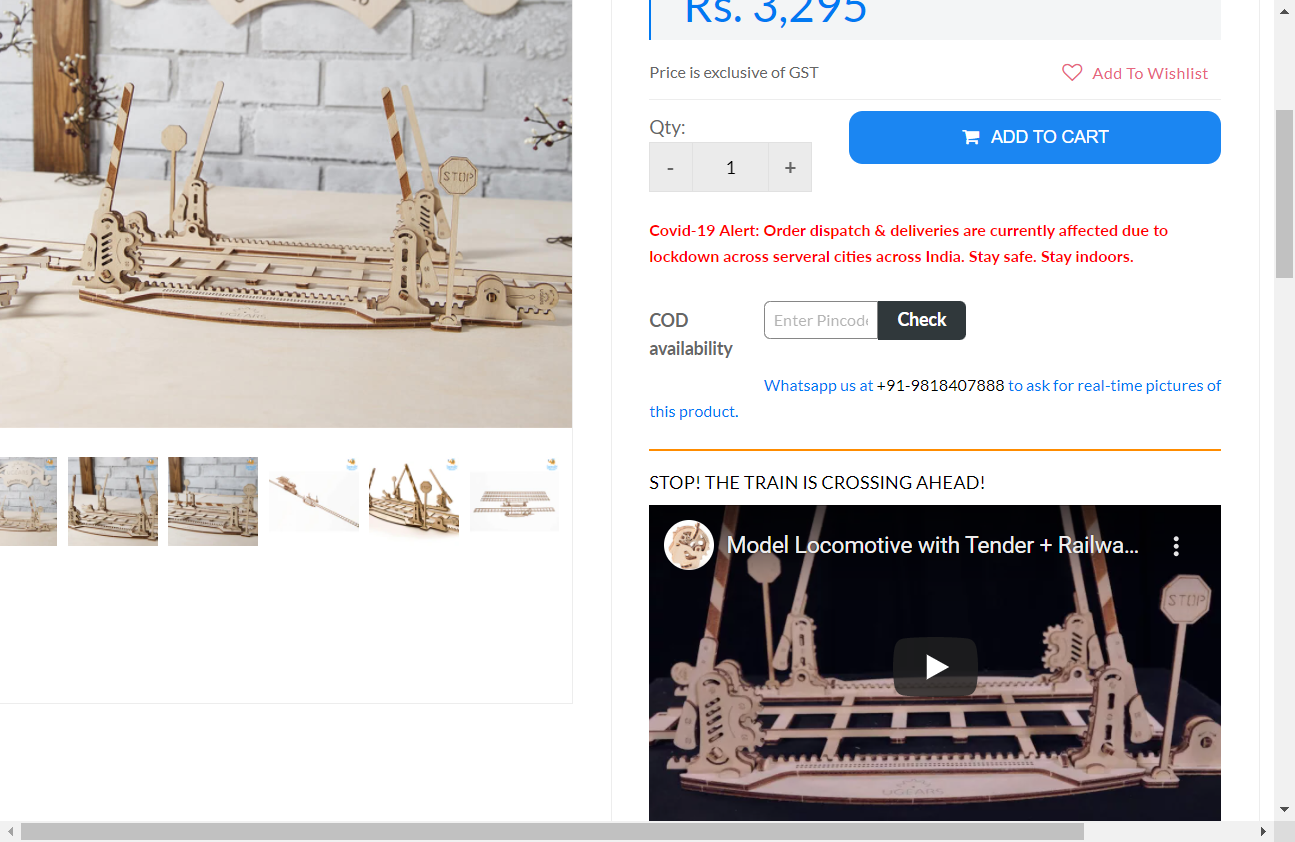 Rs. 3,295
Price is exclusive of GST
Add To Wishlist
Qty:
- 1 +
ADD TO CART
Covid-19 Alert: Order dispatch & deliveries are currently affected due to
lockdown across serveral cities across India. Stay safe. Stay indoors.
COD
availability
Enter Pincode
Check
Whatsapp us at +91-9818407888 to ask for real-time pictures of
this product.
STOP! THE TRAIN IS CROSSING AHEAD!
Model Locomotive with Tender + Railwa...
STOP
UGEARS
STOP
UGEARS